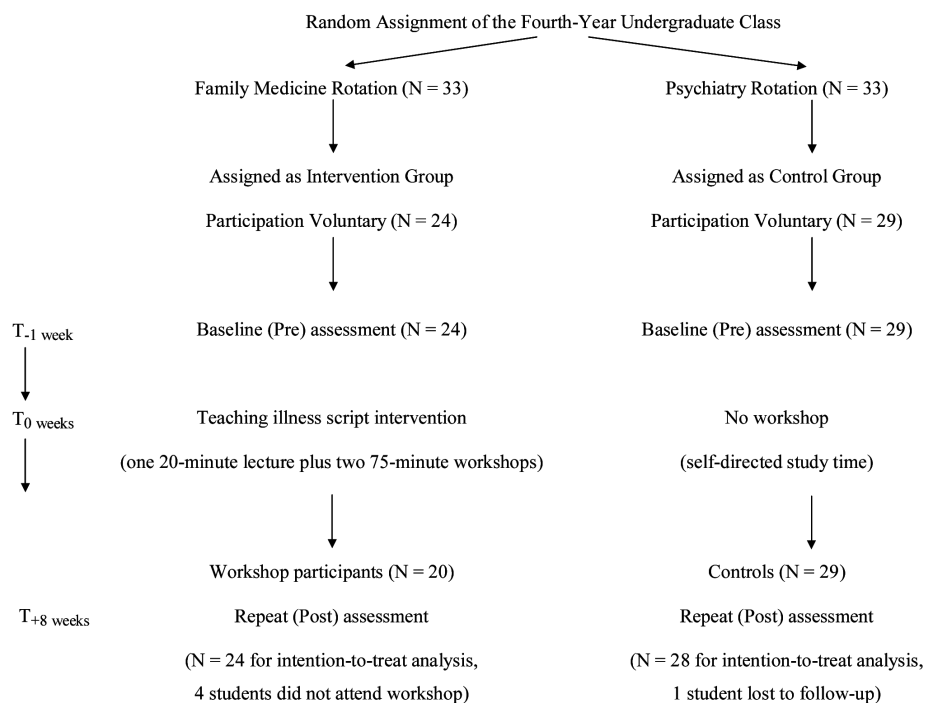 Random Assignment of the Fourth-Year Undergraduate Class
Family Medicine Rotation (N = 33)
Psychiatry Rotation (N = 33)
Assigned as Intervention Group
Assigned as Control Group
Participation Voluntary (N = 24)
Participation Voluntary (N = 29)
T-1 week
Baseline (Pre) assessment (N = 24)
Baseline (Pre) assessment (N = 29)
T0 weeks
Teaching illness script intervention
No workshop
(one 20-minute lecture plus two 75-minute workshops)
(self-directed study time)
Workshop participants (N = 20)
Controls (N = 29)
T+8 weeks
Repeat (Post) assessment
Repeat (Post) assessment
(N = 24 for intention-to-treat analysis,
(N = 28 for intention-to-treat analysis,
4 students did not attend workshop)
1 student lost to follow-up)